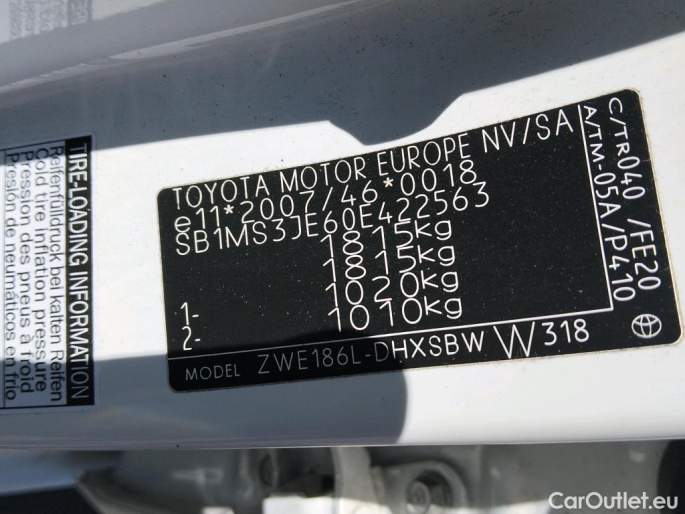 TIRE-LOADING INFORMATION
Reifenfülldruck bei kalten Reifen
Cold tire inflation pressure
Pression des pneus à froid
Presión de neumáticos en frío
TOYOTA MOTOR EUROPE NV/SA
e11*2007/46*0018
SB1MS3JE60E422563
1815kg
1815kg
1- 1020kg
2- 1010kg
MODEL ZWE186L-DHXSBW W318
C/TR040 /FE20
A/TM-05A/P410
CarOutlet.eu